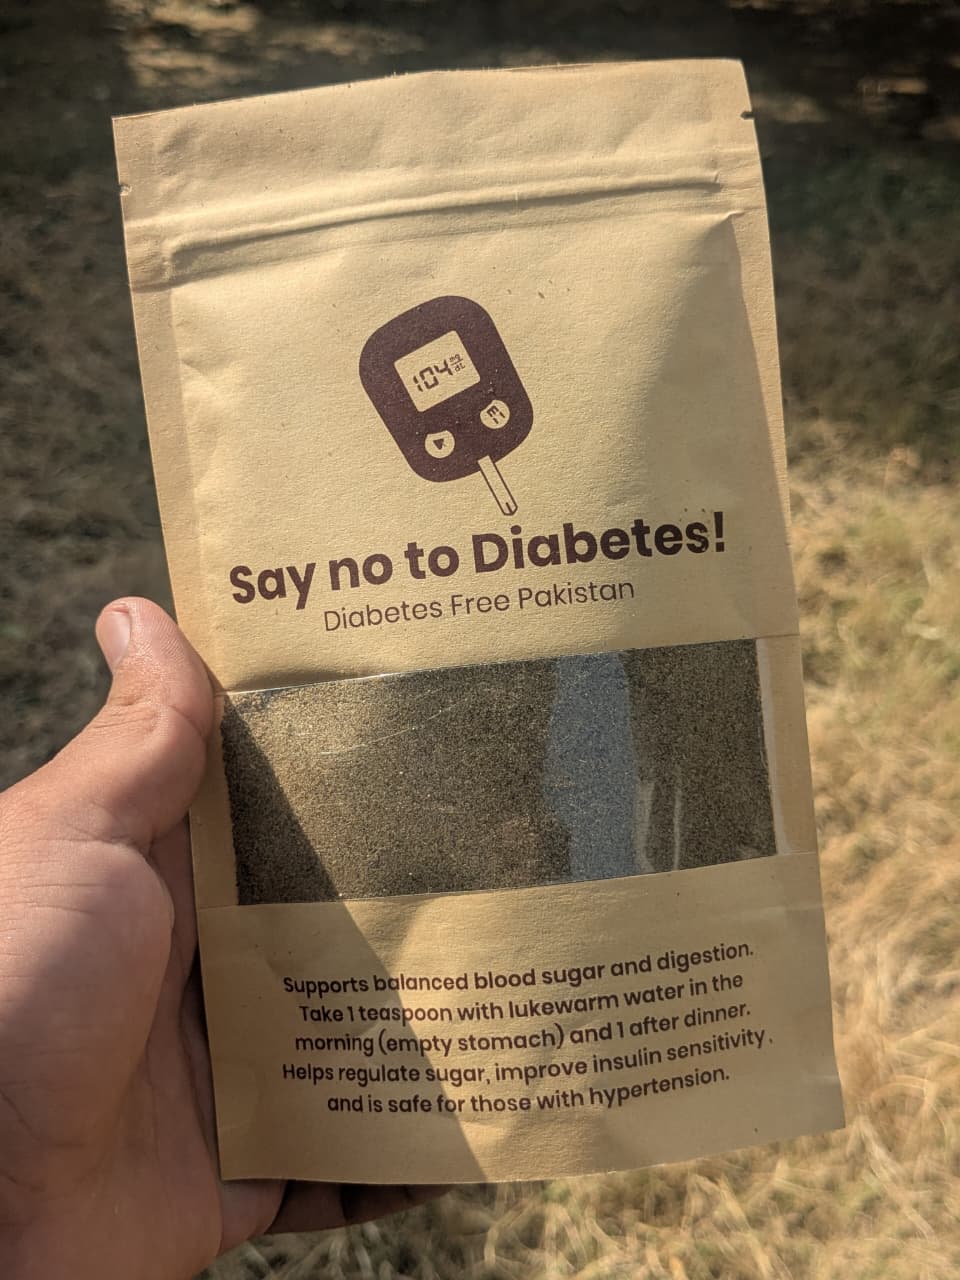 104 mg/dL
Say no to Diabetes!
Diabetes Free Pakistan
Supports balanced blood sugar and digestion.
Take 1 teaspoon with lukewarm water in the
morning (empty stomach) and 1 after dinner.
Helps regulate sugar, improve insulin sensitivity,
and is safe for those with hypertension.